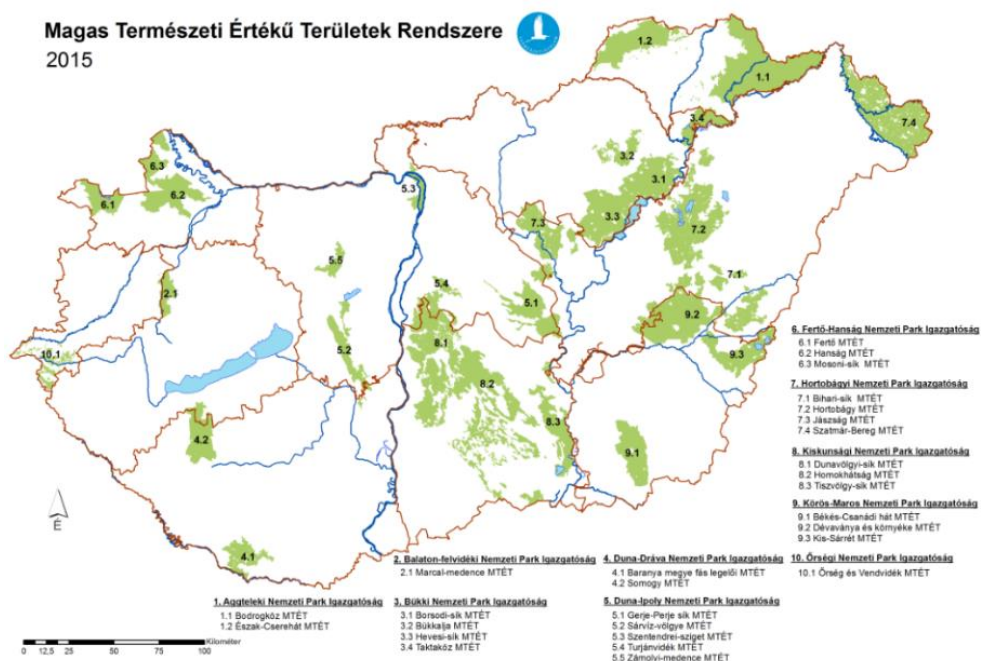 Magas Természeti Értékű Területek Rendszere
2015
1.2
1.1
3.4
7.4
3.2
3.1
6.3
6.2
6.1
5.3
7.3
3.3
7.2
5.5
5.4
5.1
7.1
2.1
9.2
10.1
8.1
5.2
9.3
8.2
4.2
8.3
9.1
4.1
É
0 12,5 25 50 75 100
Kilométer
1. Aggteleki Nemzeti Park Igazgatóság
1.1 Bodrogköz MTÉT
1.2 Észak-Cserehát MTÉT
2. Balaton-felvidéki Nemzeti Park Igazgatóság
2.1 Marcal-medence MTÉT
3. Bükki Nemzeti Park Igazgatóság
3.1 Borsodi-sík MTÉT
3.2 Bükkalja MTÉT
3.3 Hevesi-sík MTÉT
3.4 Taktaköz MTÉT
4. Duna-Dráva Nemzeti Park Igazgatóság
4.1 Baranya megye fás legelői MTÉT
4.2 Somogy MTÉT
5. Duna-Ipoly Nemzeti Park Igazgatóság
5.1 Gerje-Perje sík MTÉT
5.2 Sárvíz-völgye MTÉT
5.3 Szentendrei-sziget MTÉT
5.4 Turjánvidék MTÉT
5.5 Zámolyi-medence MTÉT
6. Fertő-Hanság Nemzeti Park Igazgatóság
6.1 Fertő MTÉT
6.2 Hanság MTÉT
6.3 Mosoni-sík MTÉT
7. Hortobágyi Nemzeti Park Igazgatóság
7.1 Bihari-sík MTÉT
7.2 Hortobágy MTÉT
7.3 Jászság MTÉT
7.4 Szatmár-Bereg MTÉT
8. Kiskunsági Nemzeti Park Igazgatóság
8.1 Dunavölgyi-sík MTÉT
8.2 Homokhátság MTÉT
8.3 Tiszvölgy-sík MTÉT
9. Körös-Maros Nemzeti Park Igazgatóság
9.1 Békés-Csanádi hát MTÉT
9.2 Dévaványa és környéke MTÉT
9.3 Kis-Sárrét MTÉT
10. Őrségi Nemzeti Park Igazgatóság
10.1 Őrség és Vendvidék MTÉT